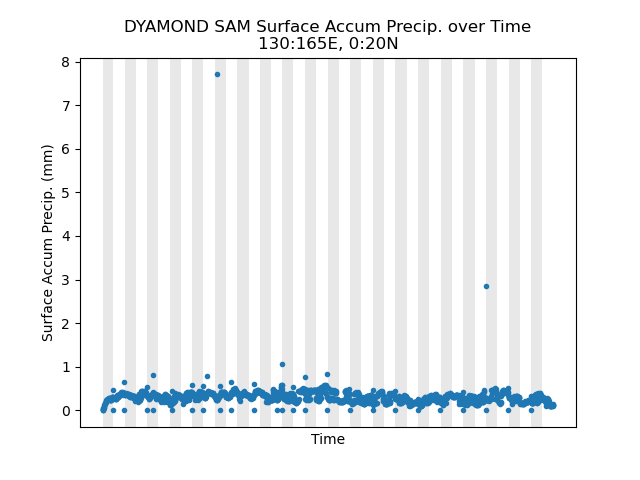 DYAMOND SAM Surface Accum Precip. over Time
130:165E, 0:20N
8
7
6
5
4
3
2
1
0
Surface Accum Precip. (mm)
Time